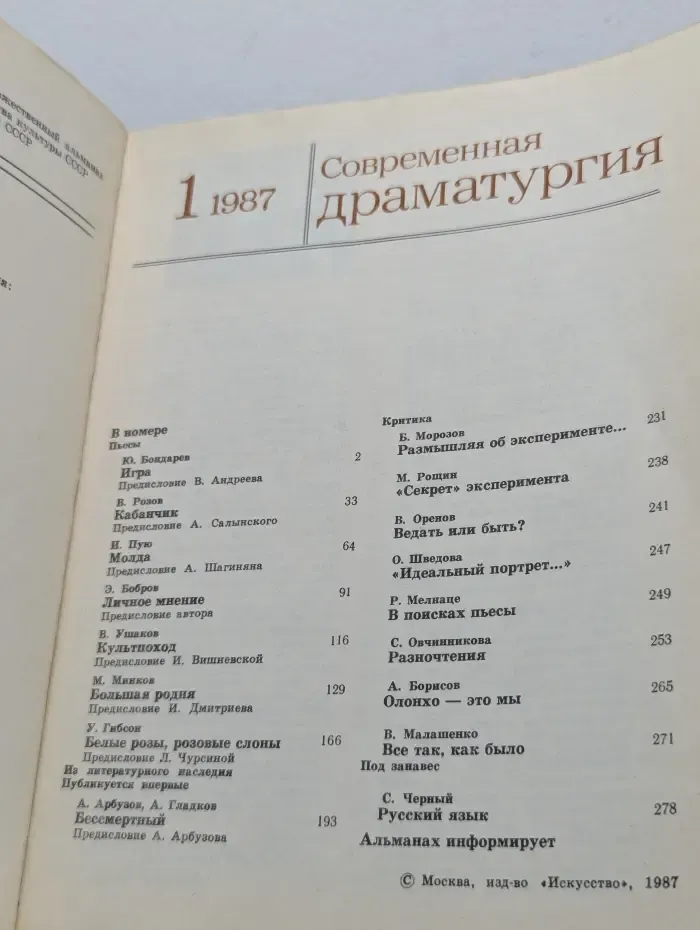 альманах
культуры СССР
СССР
1 1987
Современная
драматургия
В номере
Пьесы
Ю. Бондарев
Игра 2
Предисловие В. Андреева
В. Розов
Кабанчик 33
Предисловие А. Салынского
И. Пую
Молда 64
Предисловие А. Шагиняна
Э. Бобров
Личное мнение 91
Предисловие автора
В. Ушаков
Культпоход 116
Предисловие И. Вишневской
М. Минков
Большая родня 129
Предисловие И. Дмитриева
У. Гибсон
Белые розы, розовые слоны 166
Предисловие Л. Чурсиной
Из литературного наследия
Публикуется впервые
А. Арбузов, А. Гладков
Бессмертный 193
Предисловие А. Арбузова
Критика
Б. Морозов
Размышляя об эксперименте... 231
М. Рощин
«Секрет» эксперимента 238
В. Оренов
Ведать или быть? 241
О. Шведова
«Идеальный портрет...» 247
Р. Мелнаце
В поисках пьесы 249
С. Овчинникова
Разночтения 253
А. Борисов
Олонхо — это мы 265
В. Малашенко
Все так, как было 271
Под занавес
С. Черный
Русский язык 278
Альманах информирует
© Москва, изд-во «Искусство», 1987